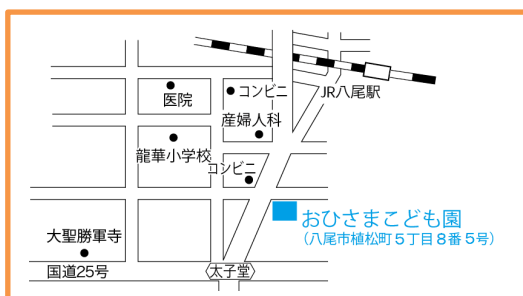 コンビニ
JR八尾駅
医院
産婦人科
龍華小学校
コンビニ
おひさまこども園
(八尾市植松町5丁目8番5号)
大聖勝軍寺
国道25号
太子堂